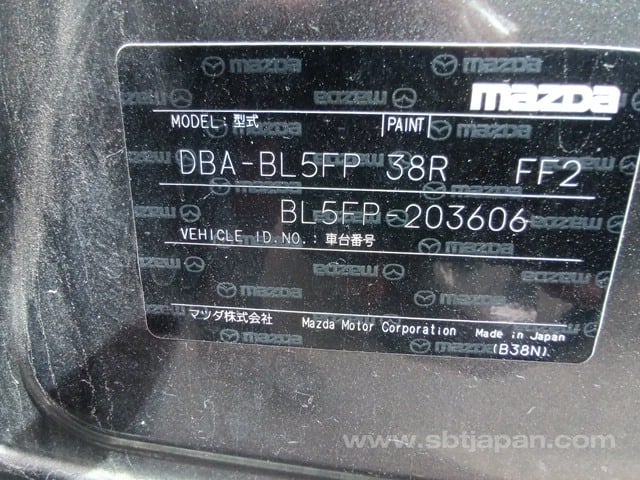 mazda
MODEL:型式 PAINT
DBA-BL5FP 38R FF2
BL5FP-203606
VEHICLE ID.NO.:車台番号
マツダ株式会社 Mazda Motor Corporation Made in Japan
(B38N)
www.sbtjapan.com